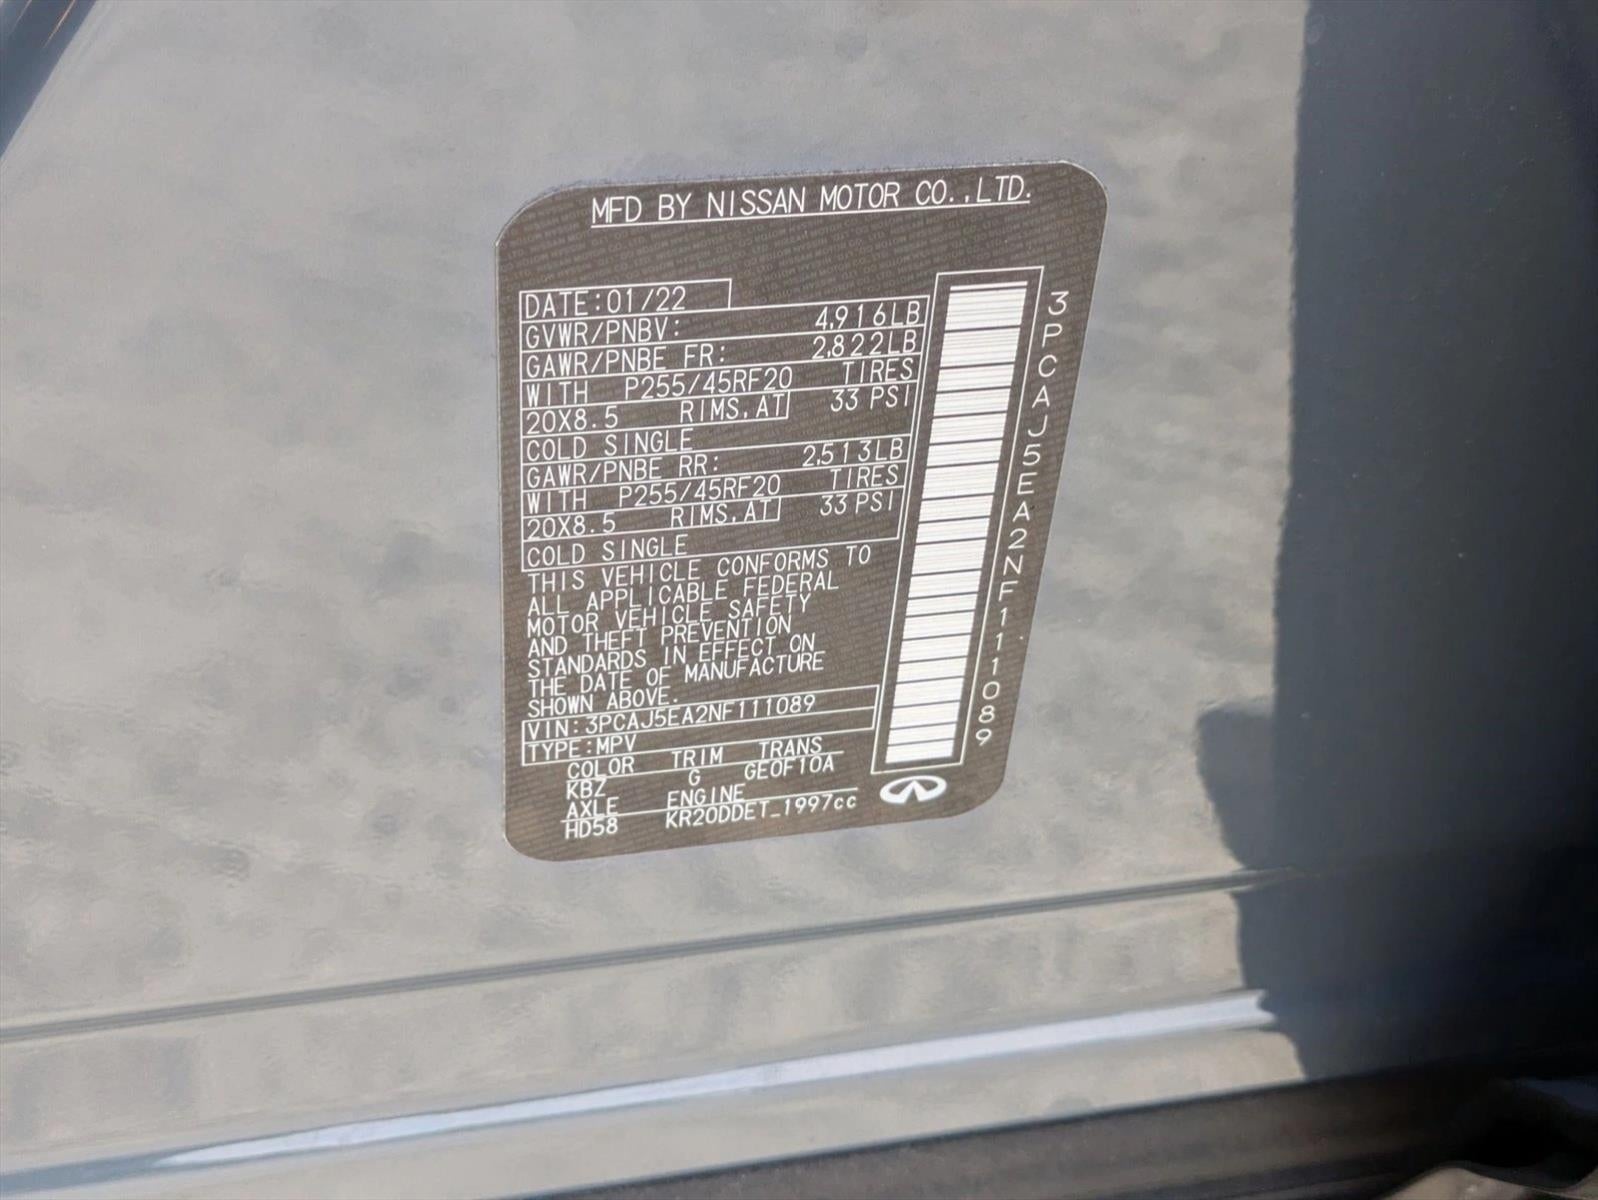 MFD BY NISSAN MOTOR CO.,LTD.
DATE:01/22
GVWR/PNBV: 4,916LB
GAWR/PNBE FR: 2,822LB
WITH P255/45RF20 TIRES
20X8.5 RIMS,AT 33 PSI
COLD SINGLE
GAWR/PNBE RR: 2,513LB
WITH P255/45RF20 TIRES
20X8.5 RIMS,AT 33 PSI
COLD SINGLE
THIS VEHICLE CONFORMS TO
ALL APPLICABLE FEDERAL
MOTOR VEHICLE SAFETY
AND THEFT PREVENTION
STANDARDS IN EFFECT ON
THE DATE OF MANUFACTURE
SHOWN ABOVE.
VIN:3PCAJ5EA2NF111089
TYPE:MPV
COLOR TRIM TRANS
KBZ G GEOF10A
AXLE ENGINE
HD58 KR20DDET_1997cc
3PCAJ5EA2NF111089